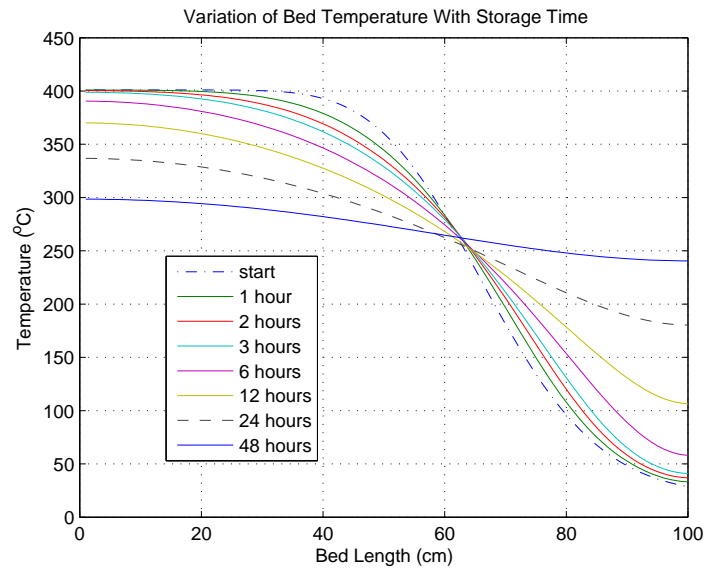 Variation of Bed Temperature With Storage Time
450
400
350
300
250
200
150
100
50
0
Temperature (⁰C)
start
1 hour
2 hours
3 hours
6 hours
12 hours
24 hours
48 hours
0 20 40 60 80 100
Bed Length (cm)